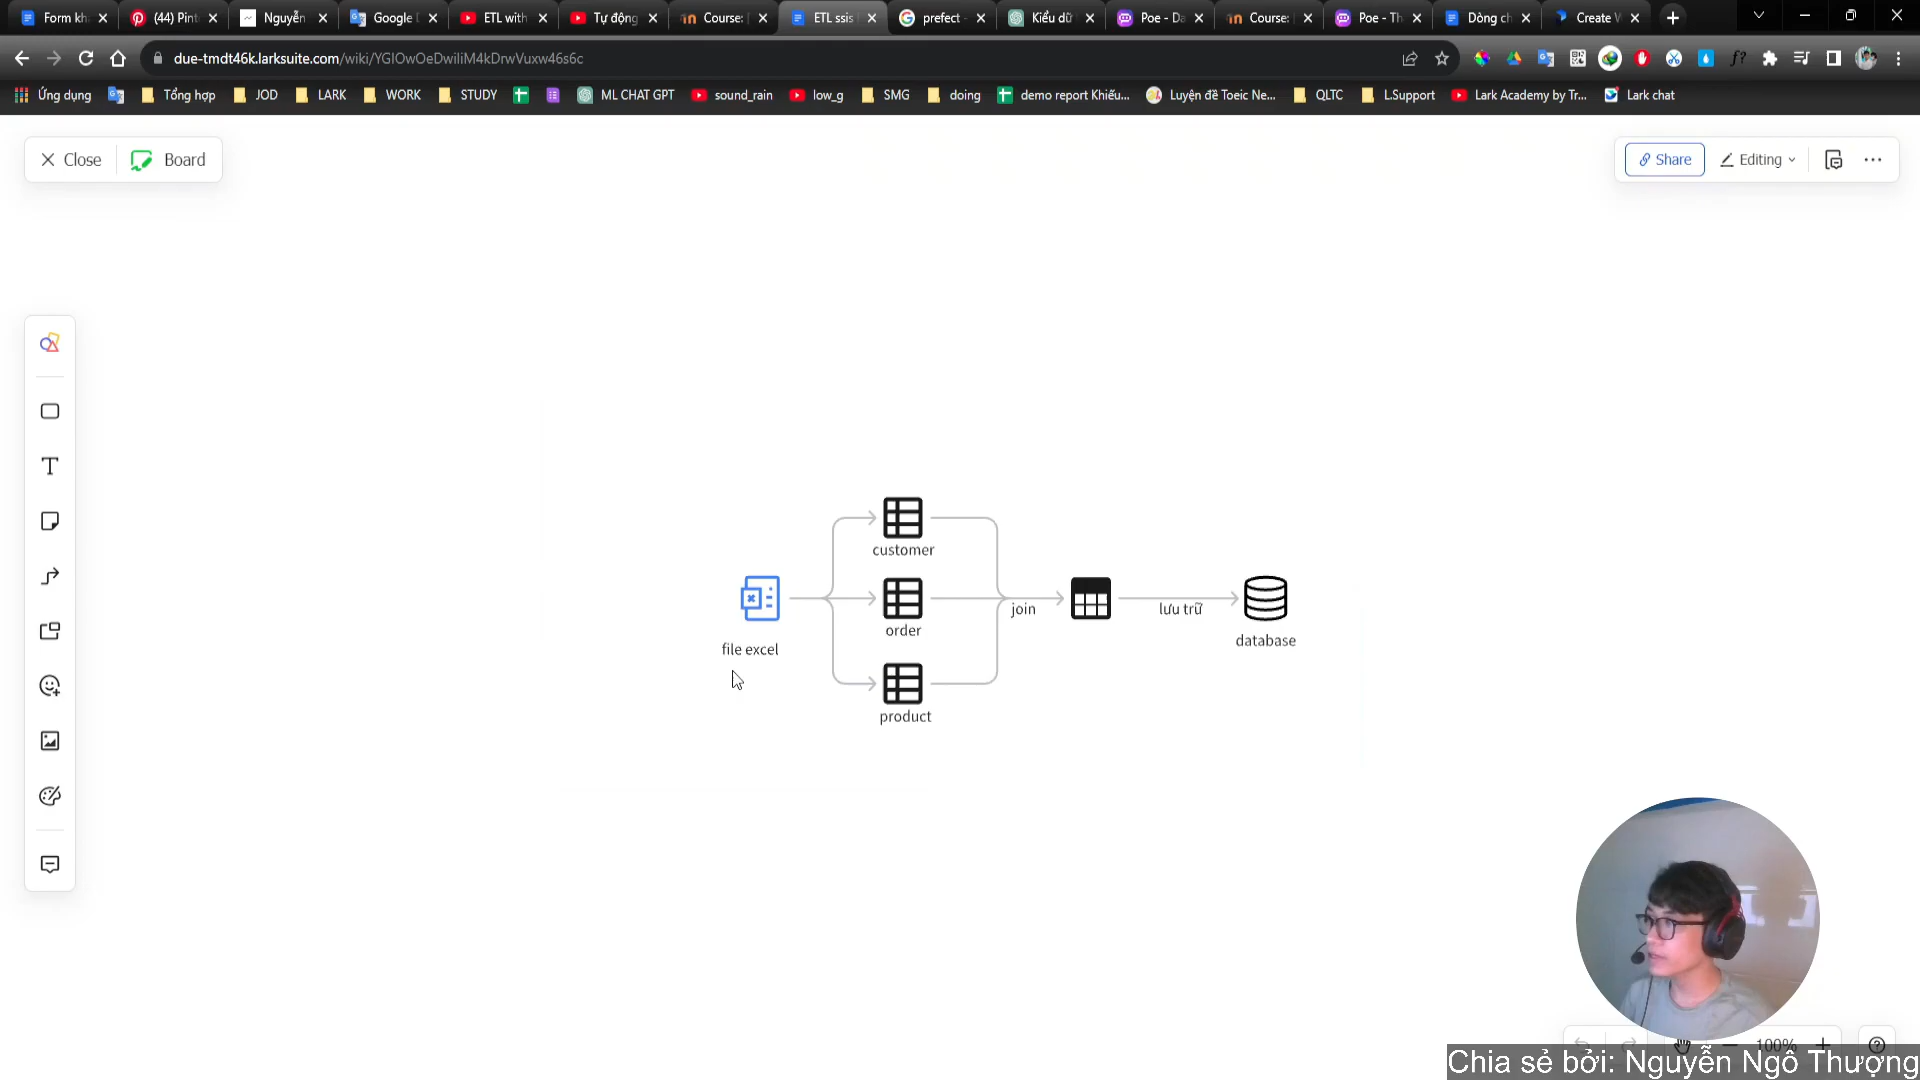 Form kh
(44) Pint
Nguyễn
Google
ETL with
Tự động
Course:
ETL ssis
prefect -
Kiểu dữ
Poe - Da
Course:
Poe - Th
Dòng ch
Create V
due-tmdt46k.larksuite.com/wiki/YGIOwOeDwiIiiM4kDrwVuxw46s6c
Ứng dụng
Tổng hợp
JOD
LARK
WORK
STUDY
ML CHAT GPT
sound_rain
low_g
SMG
doing
demo report Khiếu...
Luyện đề Toeic Ne...
QLTC
L.Support
Lark Academy by Tr...
Lark chat
Close
Board
Share
Editing
customer
order
join
lưu trữ
database
file excel
product
100%
Chia sẻ bởi: Nguyễn Ngô Thượng